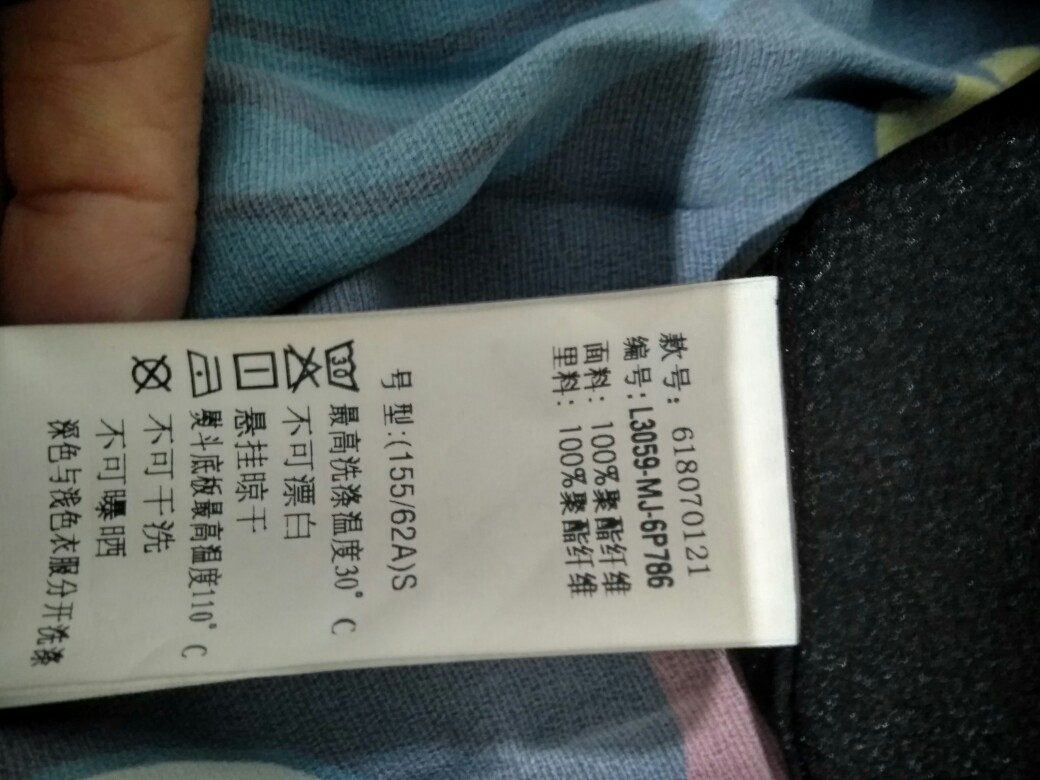 款号: 6180770121
编号:L3059-MJ-6P786
面料: 100%聚酯纤维
里料: 100%聚酯纤维
号型:(155/62A)S
30 最高洗涤温度30°C
不可漂白
悬挂晾干
熨斗底板最高温度110°C
不可干洗
不可曝晒
深色与浅色衣服分开洗涤